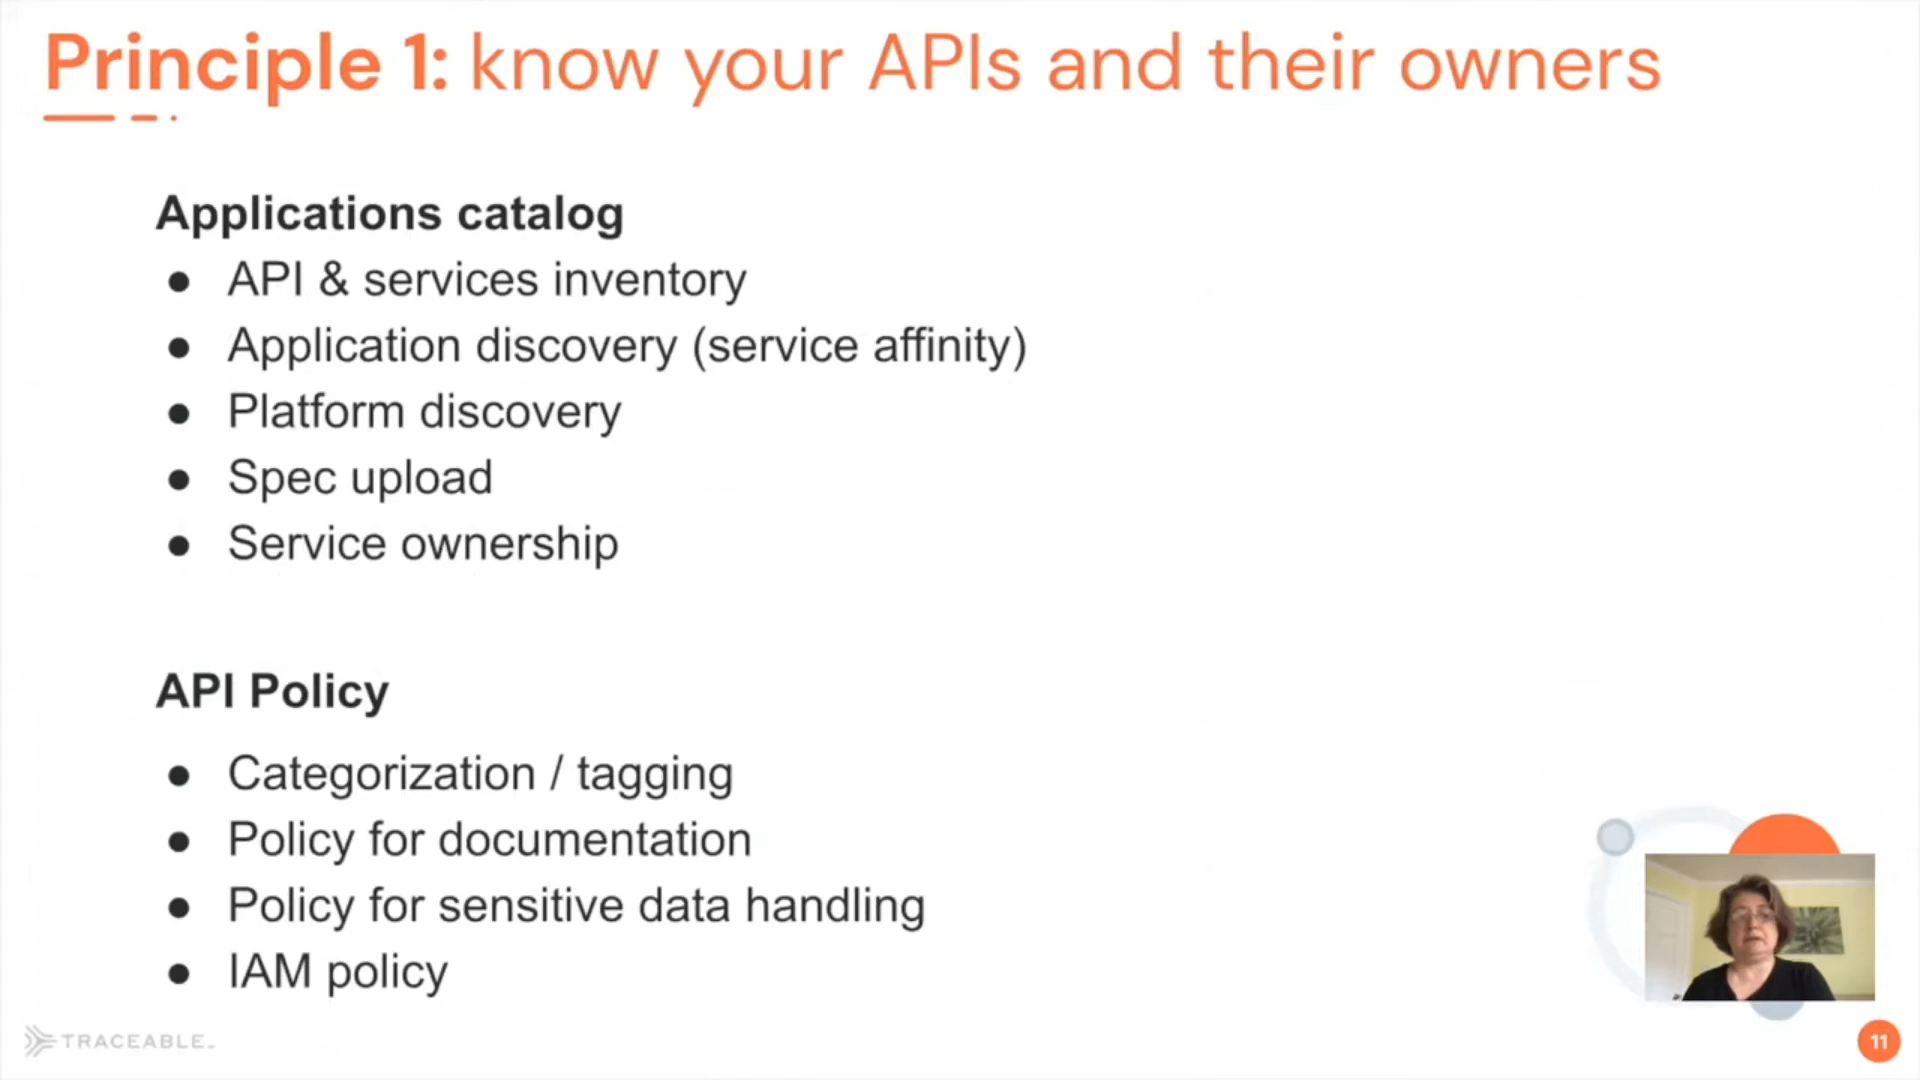 Principle 1: know your APIs and their owners
Applications catalog
● API & services inventory
● Application discovery (service affinity)
● Platform discovery
● Spec upload
● Service ownership
API Policy
● Categorization / tagging
● Policy for documentation
● Policy for sensitive data handling
● IAM policy
TRACEABLE
11